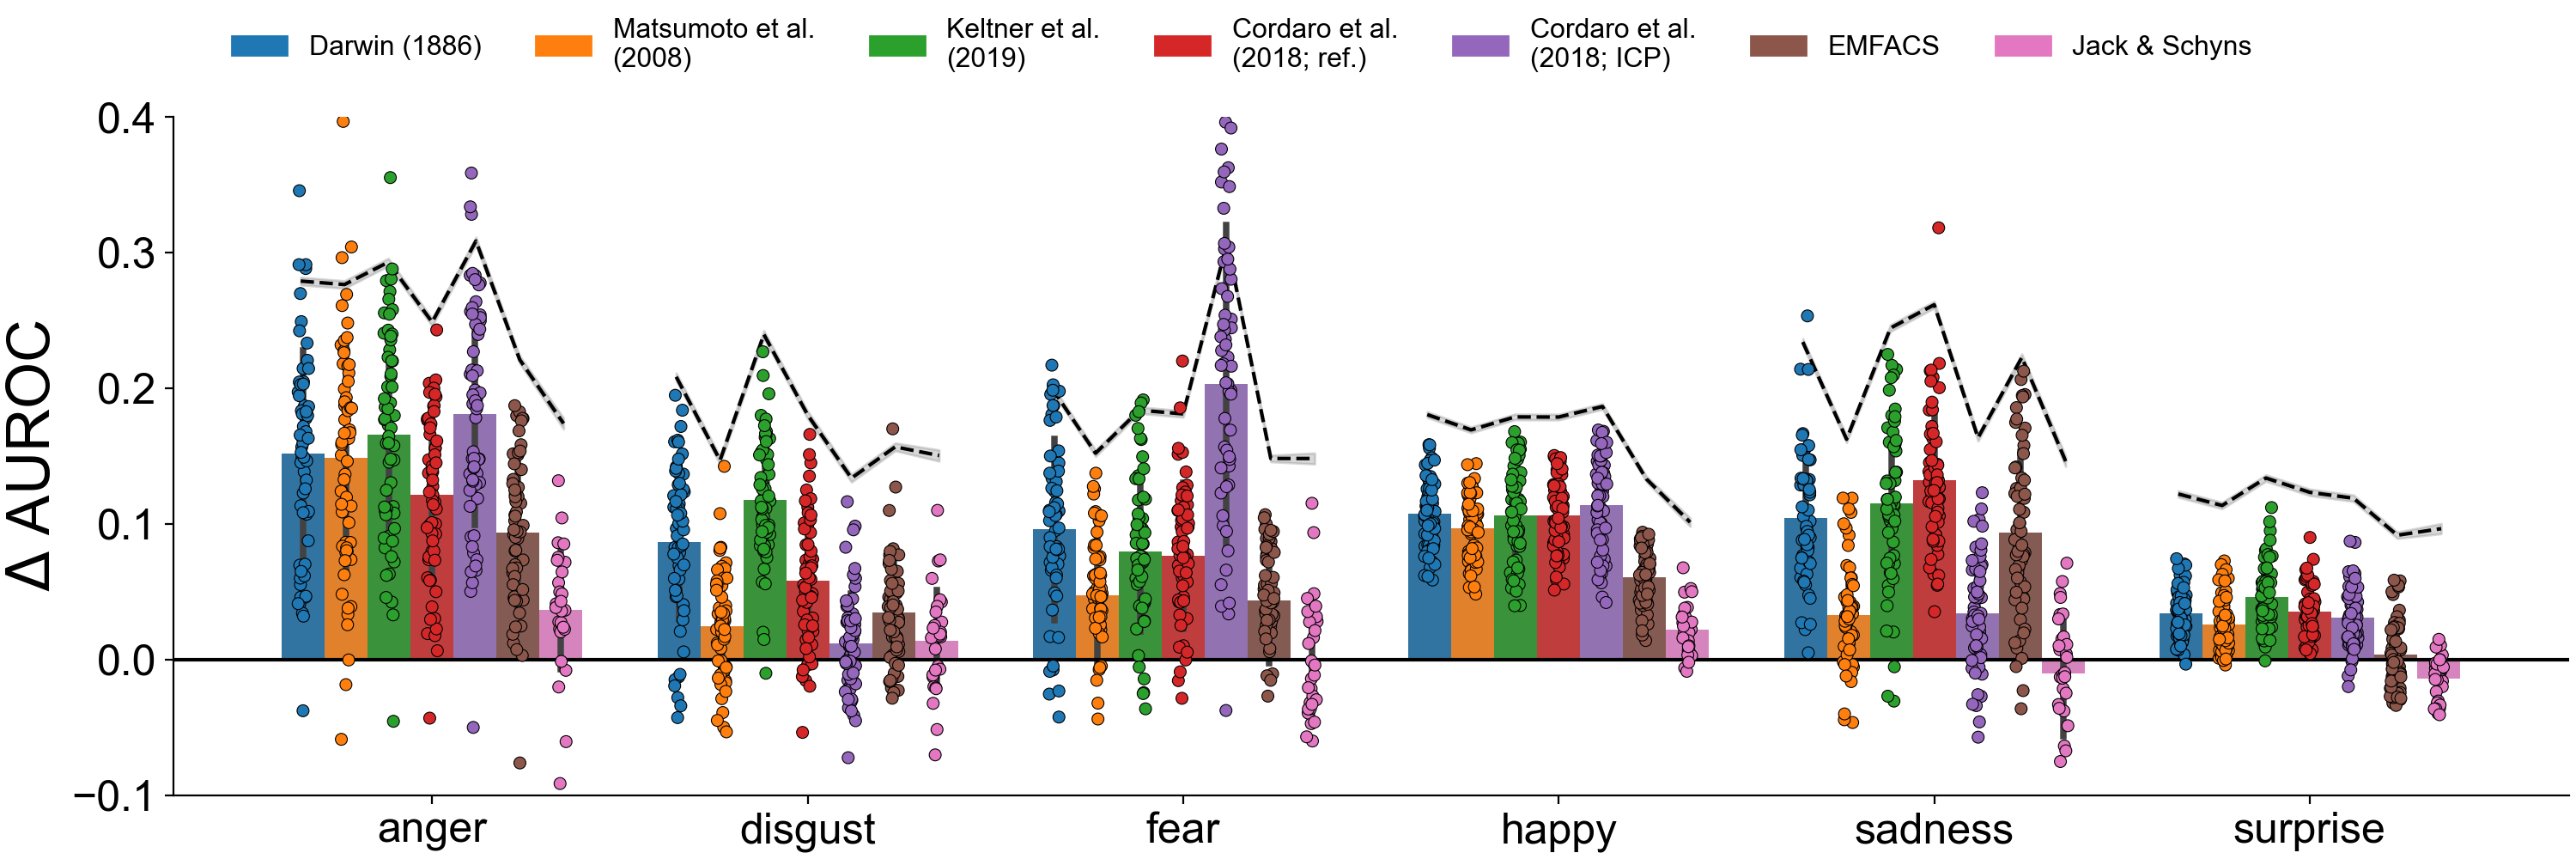 Darwin (1886)
Matsumoto et al.
(2008)
Keltner et al.
(2019)
Cordaro et al.
(2018; ref.)
Cordaro et al.
(2018; ICP)
EMFACS
Jack & Schyns
Δ AUROC
0.4
0.3
0.2
0.1
0.0
−0.1
anger
disgust
fear
happy
sadness
surprise